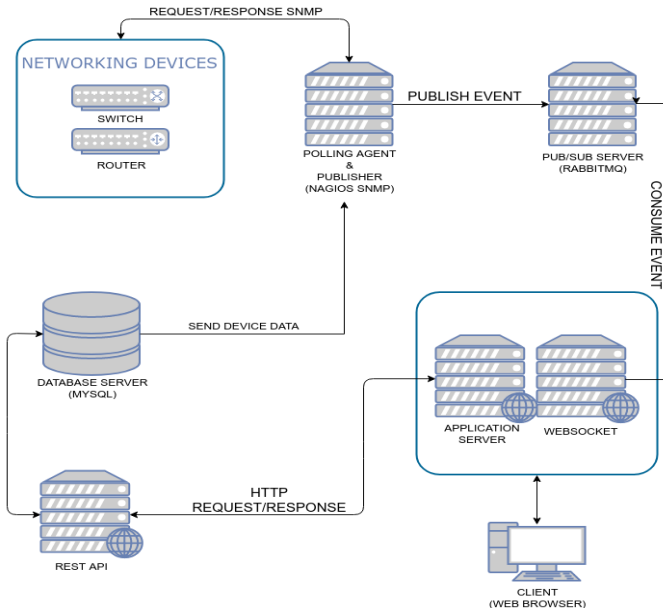 REQUEST/RESPONSE SNMP
NETWORKING DEVICES
SWITCH
ROUTER
POLLING AGENT
&
PUBLISHER
(NAGIOS SNMP)
PUBLISH EVENT
PUB/SUB SERVER
(RABBITMQ)
CONSUME EVENT
SEND DEVICE DATA
DATABASE SERVER
(MYSQL)
APPLICATION
SERVER
WEBSOCKET
HTTP
REQUEST/RESPONSE
REST API
CLIENT
(WEB BROWSER)